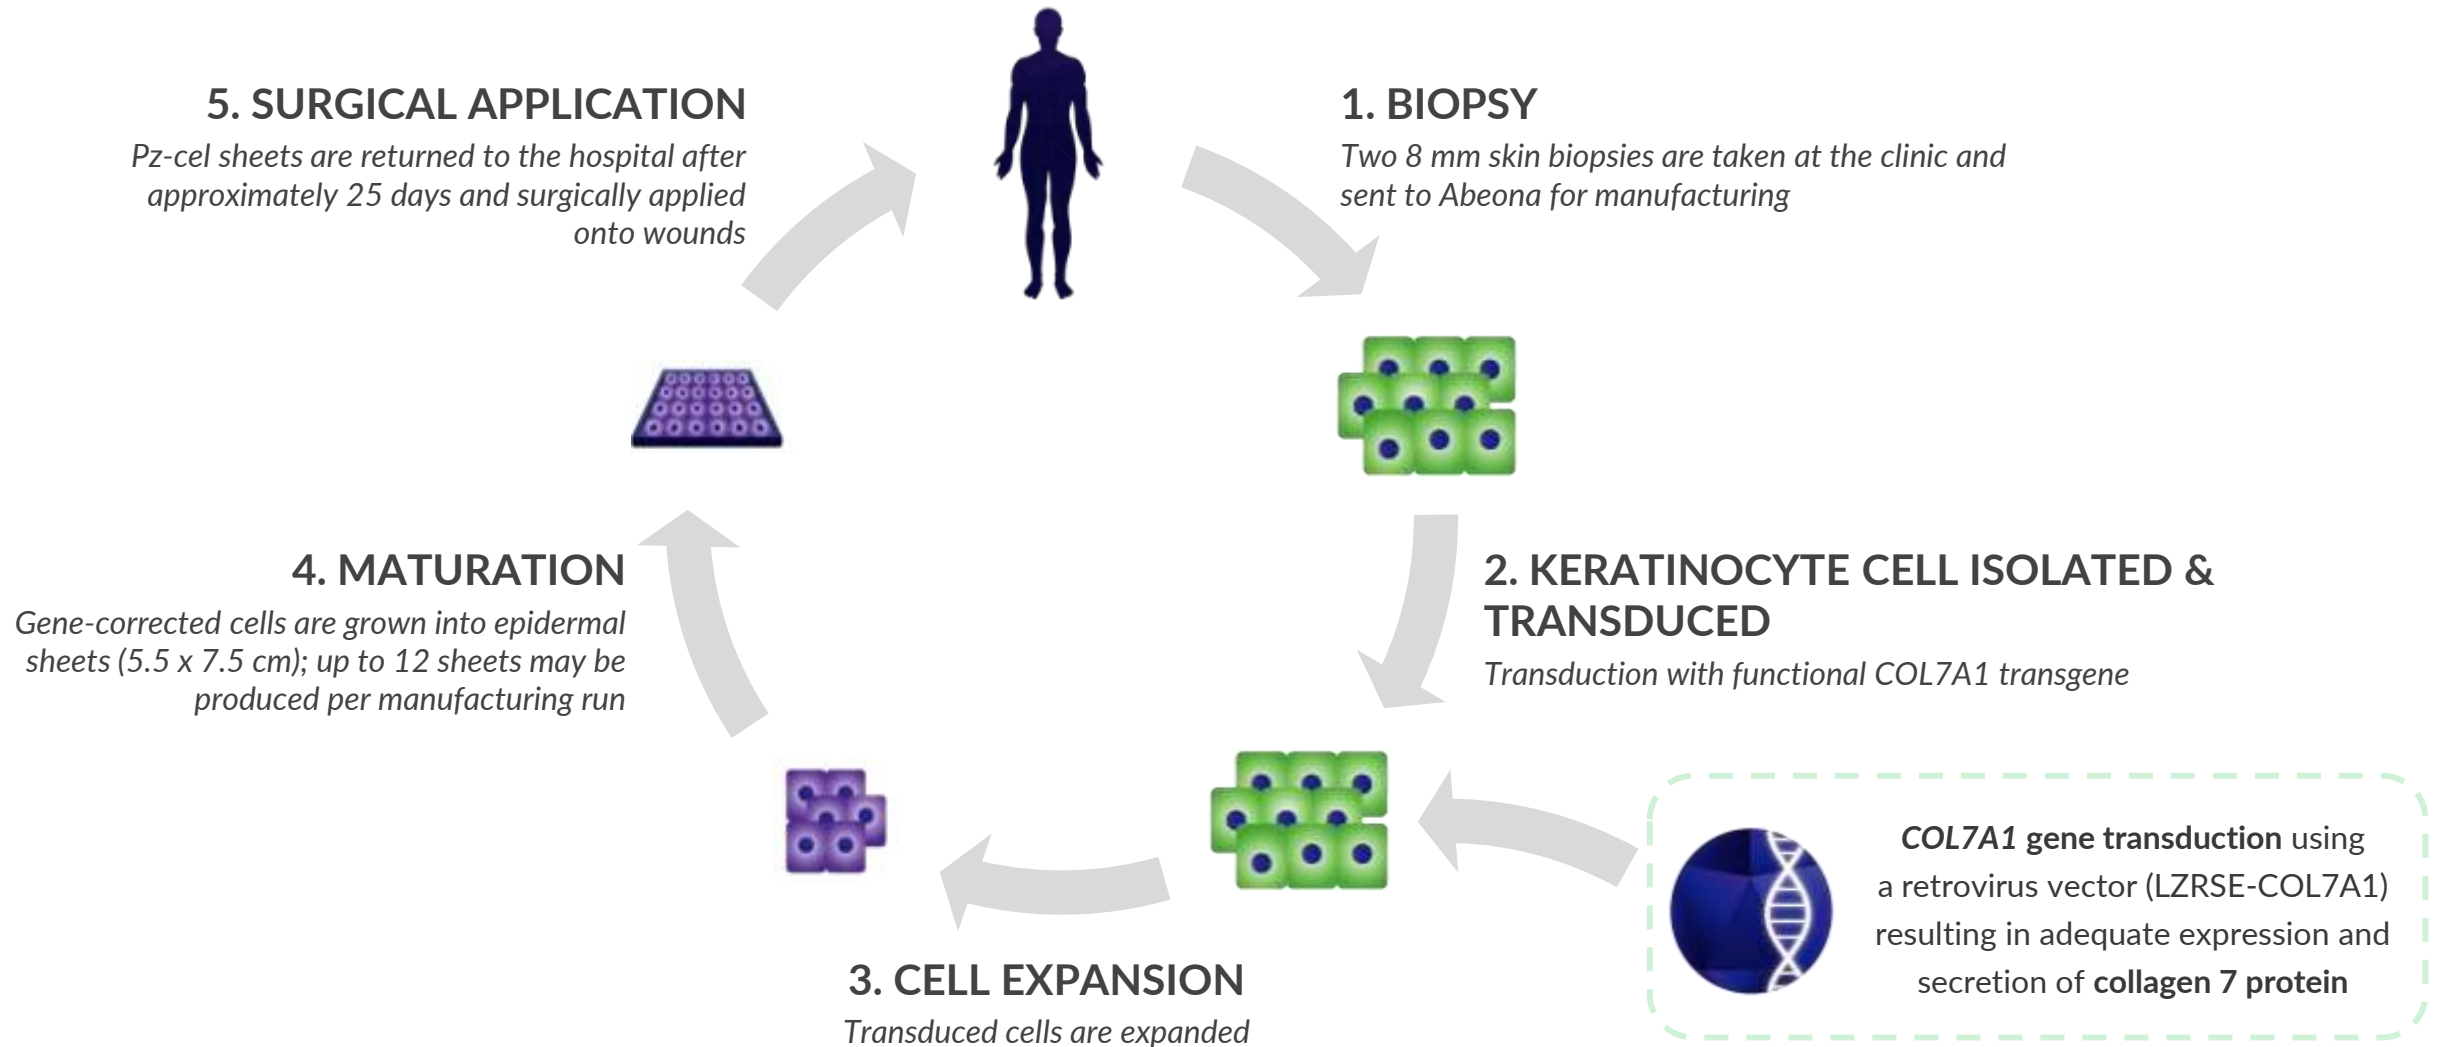 1. BIOPSY
Two 8 mm skin biopsies are taken at the clinic and
sent to Abeona for manufacturing
2. KERATINOCYTE CELL ISOLATED &
TRANSDUCED
Transduction with functional COL7A1 transgene
COL7A1 gene transduction using
a retrovirus vector (LZRSE-COL7A1)
resulting in adequate expression and
secretion of collagen 7 protein
3. CELL EXPANSION
Transduced cells are expanded
4. MATURATION
Gene-corrected cells are grown into epidermal
sheets (5.5 x 7.5 cm); up to 12 sheets may be
produced per manufacturing run
5. SURGICAL APPLICATION
Pz-cel sheets are returned to the hospital after
approximately 25 days and surgically applied
onto wounds